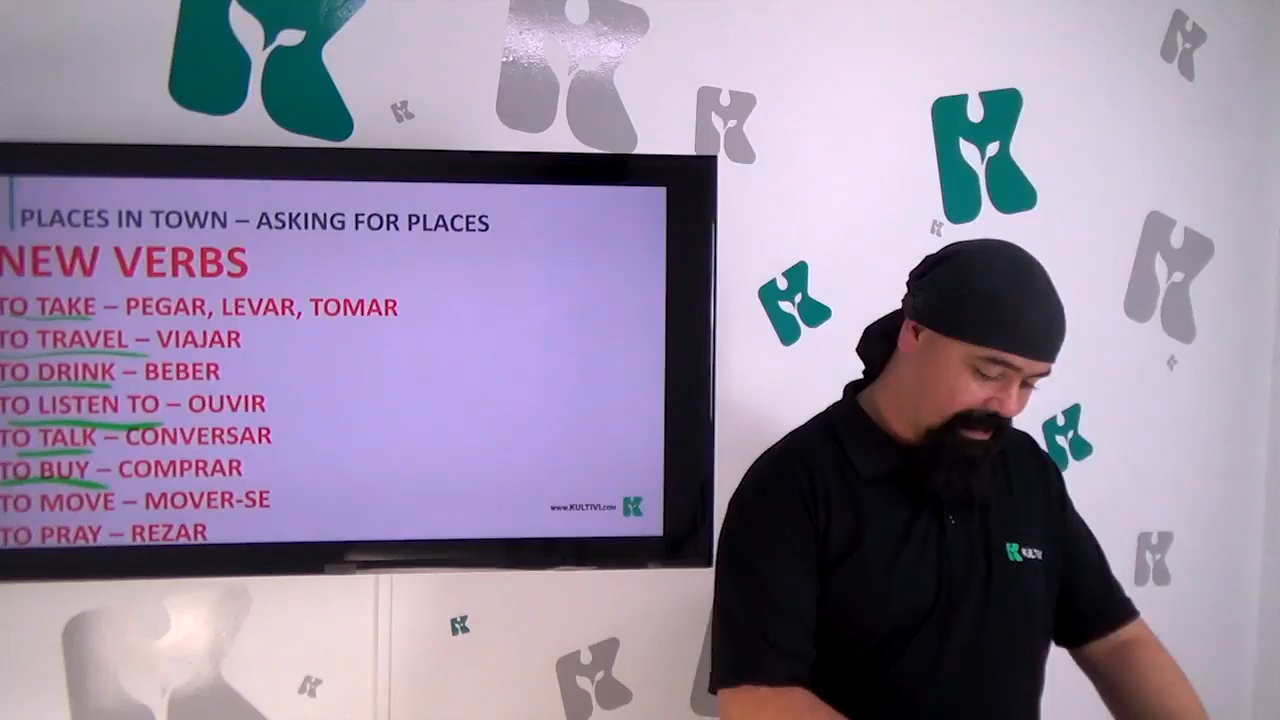 PLACES IN TOWN – ASKING FOR PLACES
NEW VERBS
TO TAKE – PEGAR, LEVAR, TOMAR
TO TRAVEL – VIAJAR
TO DRINK – BEBER
TO LISTEN TO – OUVIR
TO TALK – CONVERSAR
TO BUY – COMPRAR
TO MOVE – MOVER-SE
TO PRAY – REZAR
www.KULTIVI.com
KULTIVI